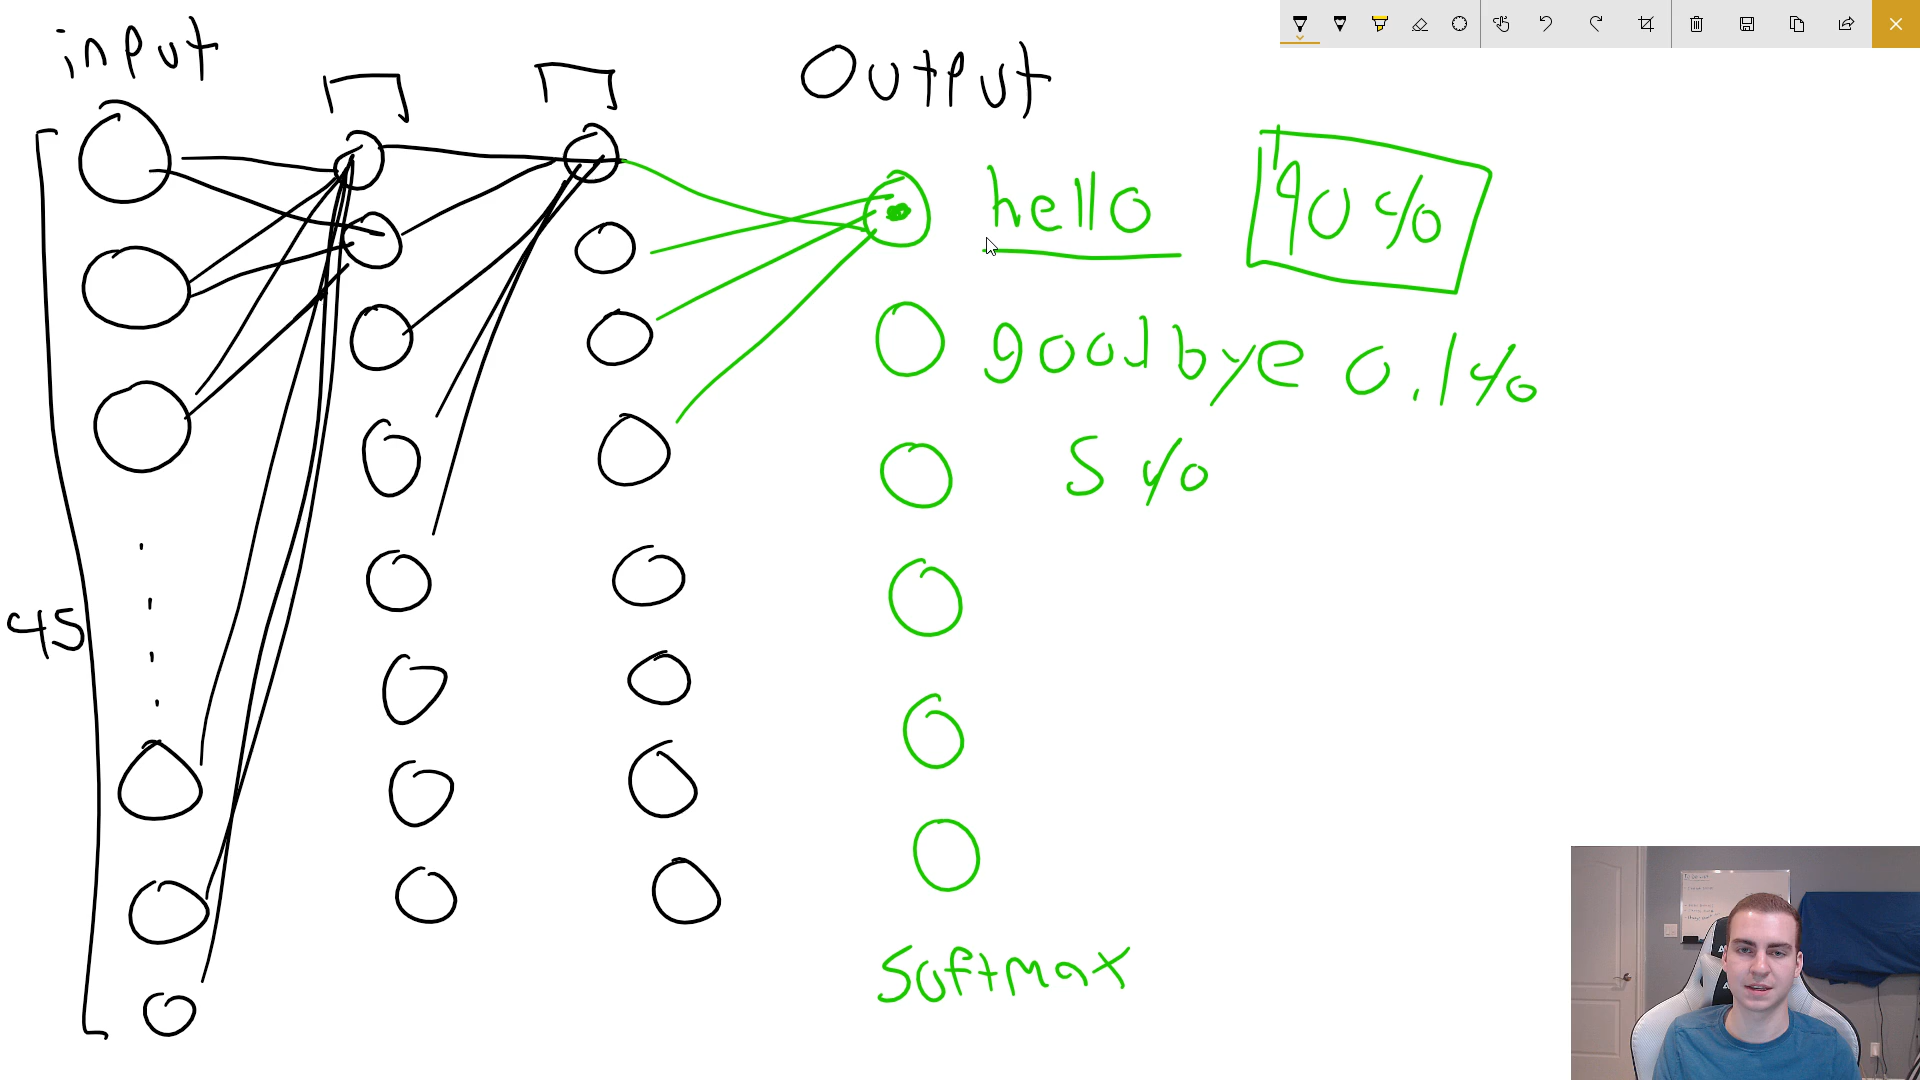 input
Output
hello 90%
goodbye 0.1%
5%
45
softmax